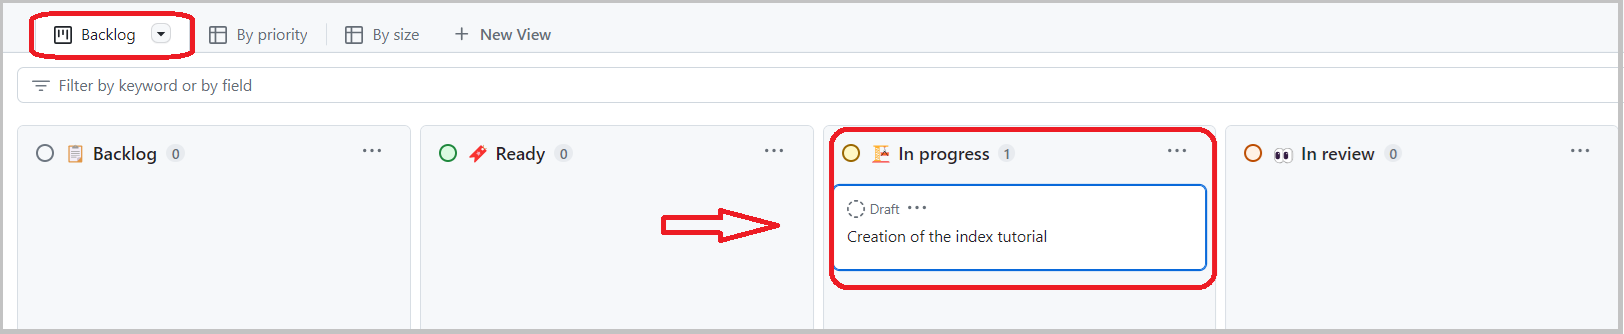 Backlog By priority By size + New View
Filter by keyword or by field
Backlog 0 ... Ready 0 ... In progress 1 ... In review 0 ...
Draft ...
Creation of the index tutorial